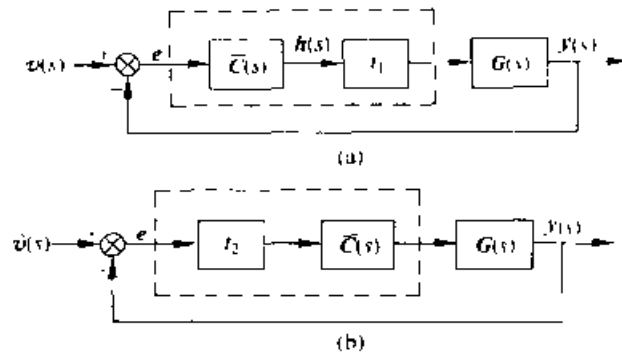 v(s) + e C̅(s) h(s) t₁ G(s) y(s)
−
(a)
v(s) e t₂ C̅(s) G(s) y(s)
(b)